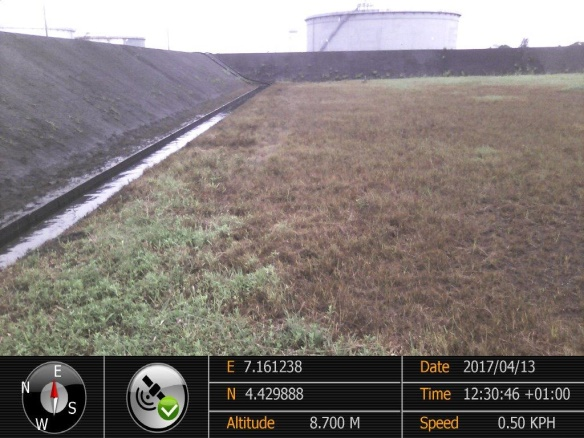 E
N
S
W
E 7.161238
Date 2017/04/13
N 4.429888
Time 12:30:46 +01:00
Altitude 8.700 M
Speed 0.50 KPH